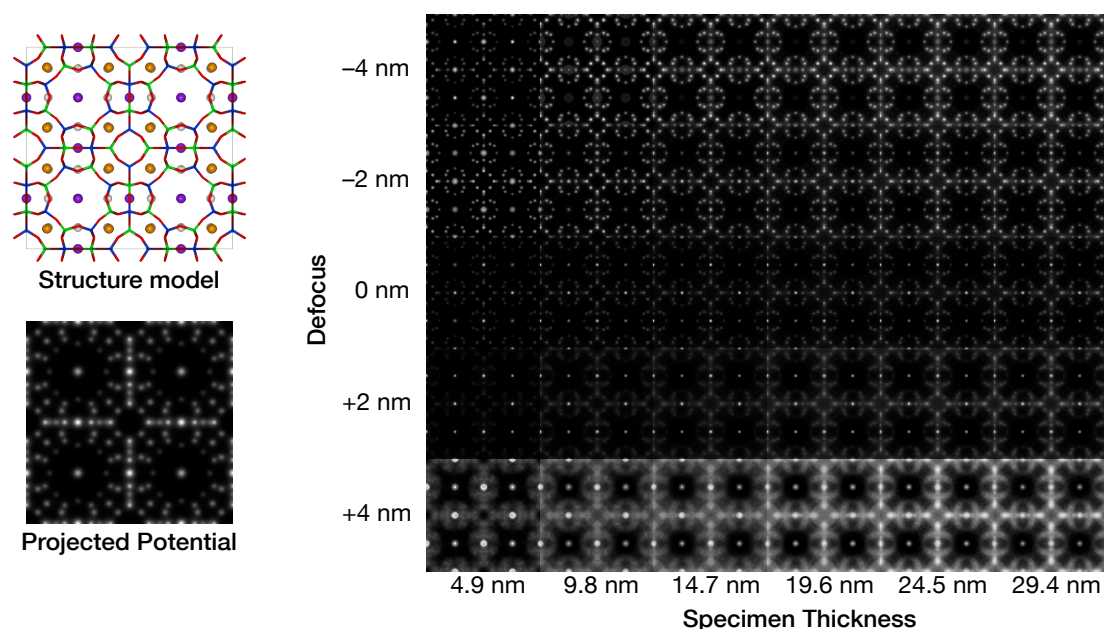 Structure model
Projected Potential
Defocus
–4 nm
–2 nm
0 nm
+2 nm
+4 nm
4.9 nm 9.8 nm 14.7 nm 19.6 nm 24.5 nm 29.4 nm
Specimen Thickness